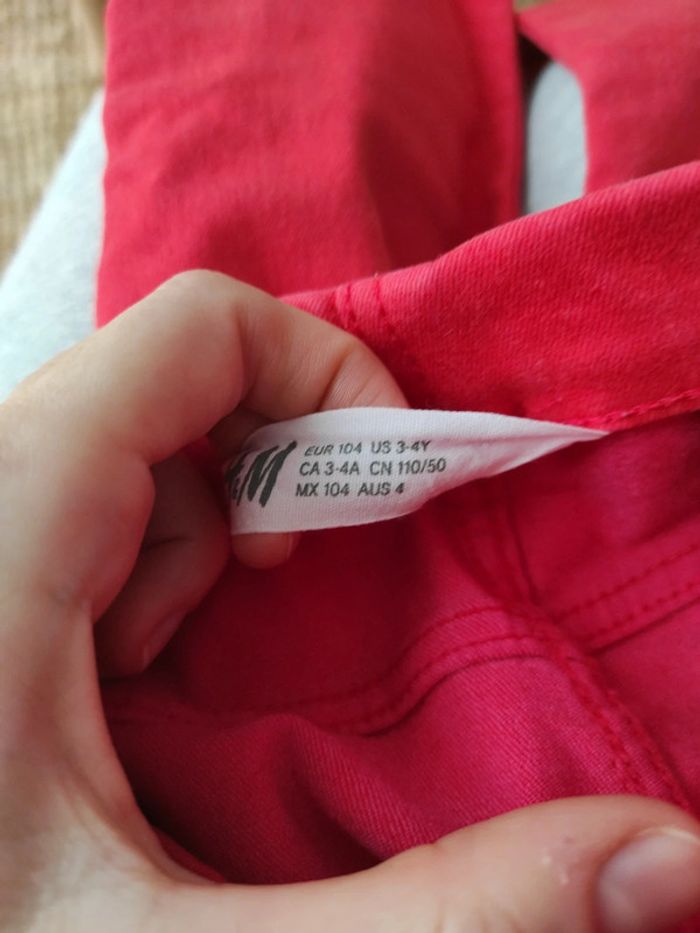 H&M
EUR 104 US 3-4Y
CA 3-4A CN 110/50
MX 104 AUS 4